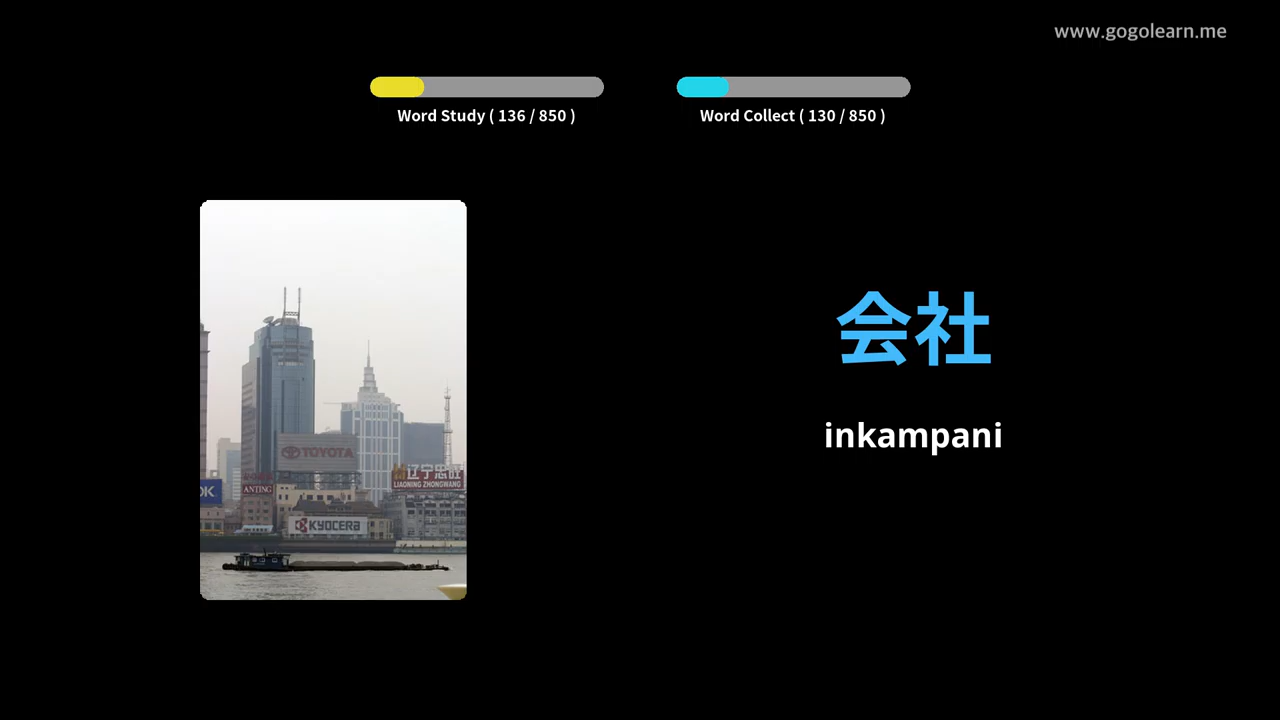 www.gogolearn.me
Word Study ( 136 / 850 )
Word Collect ( 130 / 850 )
会社
inkampani
TOYOTA
辽宁忠旺
LIAONING ZHONGWANG
OK
ANTING
KYOCERA